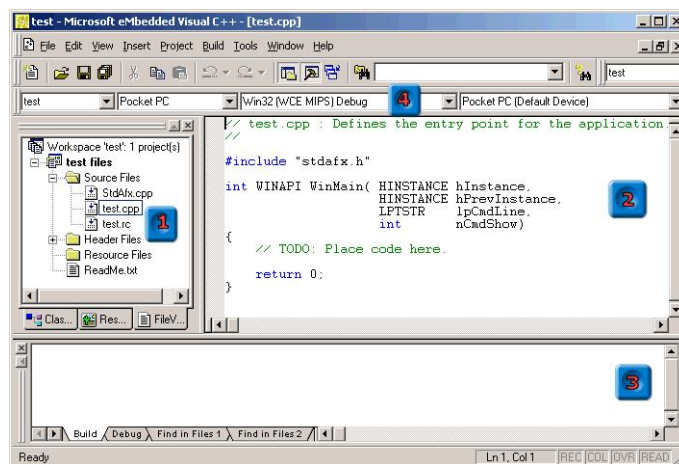 test - Microsoft eMbedded Visual C++ - [test.cpp]
File Edit View Insert Project Build Tools Window Help
test
test Pocket PC Win32 (WCE MIPS) Debug 4 Pocket PC (Default Device)
Workspace 'test': 1 project(s)
test files
Source Files
StdAfx.cpp
test.cpp
test.rc
1
Header Files
Resource Files
ReadMe.txt
Clas... Res... FileV...
// test.cpp : Defines the entry point for the application.
//
#include "stdafx.h"
int WINAPI WinMain( HINSTANCE hInstance,
HINSTANCE hPrevInstance,
LPTSTR lpCmdLine,
int nCmdShow)
2
{
// TODO: Place code here.
return 0;
}
3
Build Debug Find in Files 1 Find in Files 2
Ready Ln 1, Col 1 REC COL OVR READ